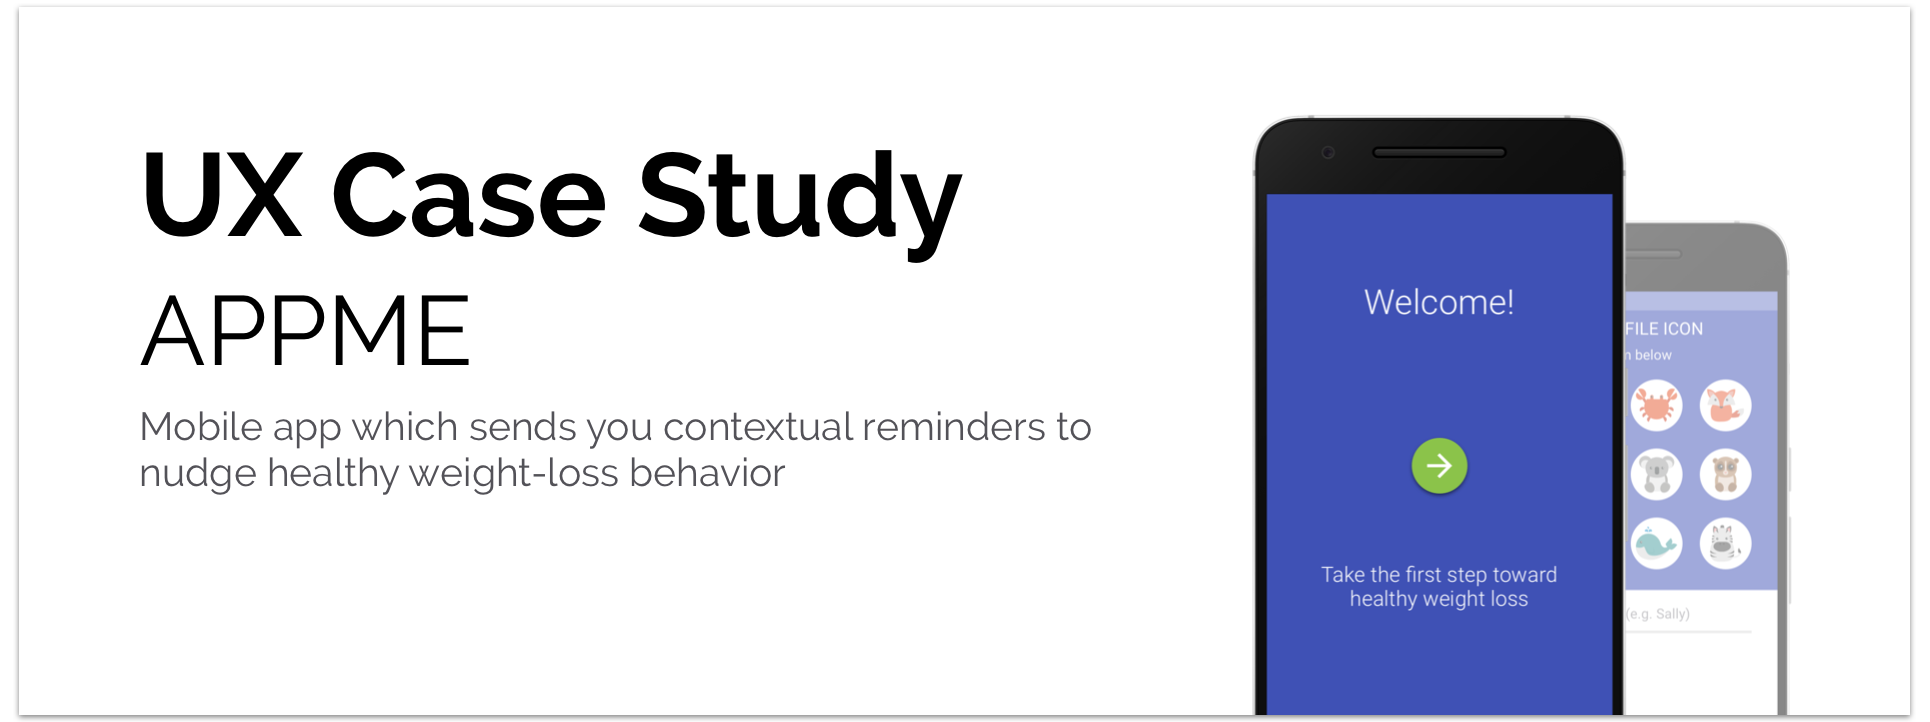 UX Case Study
APPME
Mobile app which sends you contextual reminders to
nudge healthy weight-loss behavior
Welcome!
Take the first step toward
healthy weight loss
FILE ICON
n below
(e.g. Sally)